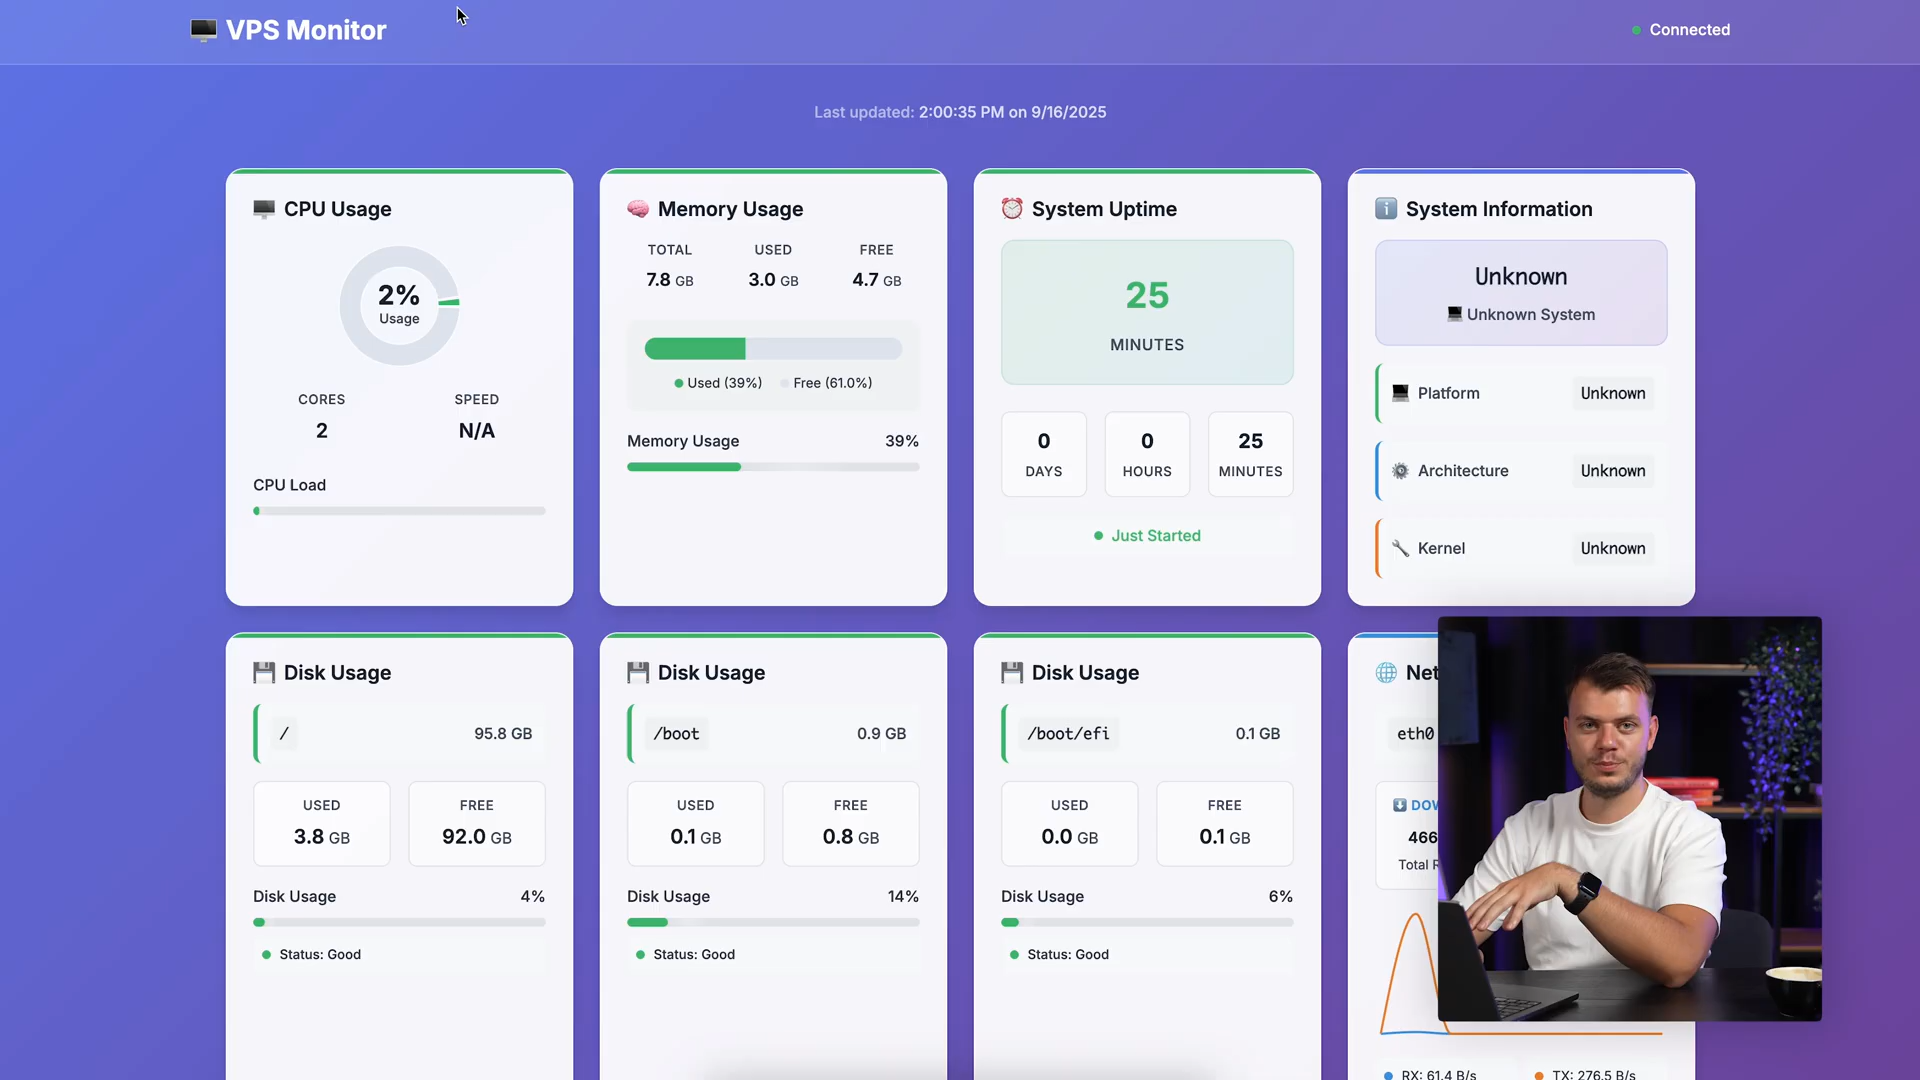 VPS Monitor
Connected
Last updated: 2:00:35 PM on 9/16/2025
CPU Usage
2%
Usage
CORES SPEED
2 N/A
CPU Load
Memory Usage
TOTAL USED FREE
7.8 GB 3.0 GB 4.7 GB
Used (39%) Free (61.0%)
Memory Usage 39%
System Uptime
25
MINUTES
0 0 25
DAYS HOURS MINUTES
Just Started
System Information
Unknown
Unknown System
Platform Unknown
Architecture Unknown
Kernel Unknown
Disk Usage
/ 95.8 GB
USED FREE
3.8 GB 92.0 GB
Disk Usage 4%
Status: Good
Disk Usage
/boot 0.9 GB
USED FREE
0.1 GB 0.8 GB
Disk Usage 14%
Status: Good
Disk Usage
/boot/efi 0.1 GB
USED FREE
0.0 GB 0.1 GB
Disk Usage 6%
Status: Good
Net
eth0
DOW
466
Total R
RX: 61.4 B/s TX: 276.5 B/s